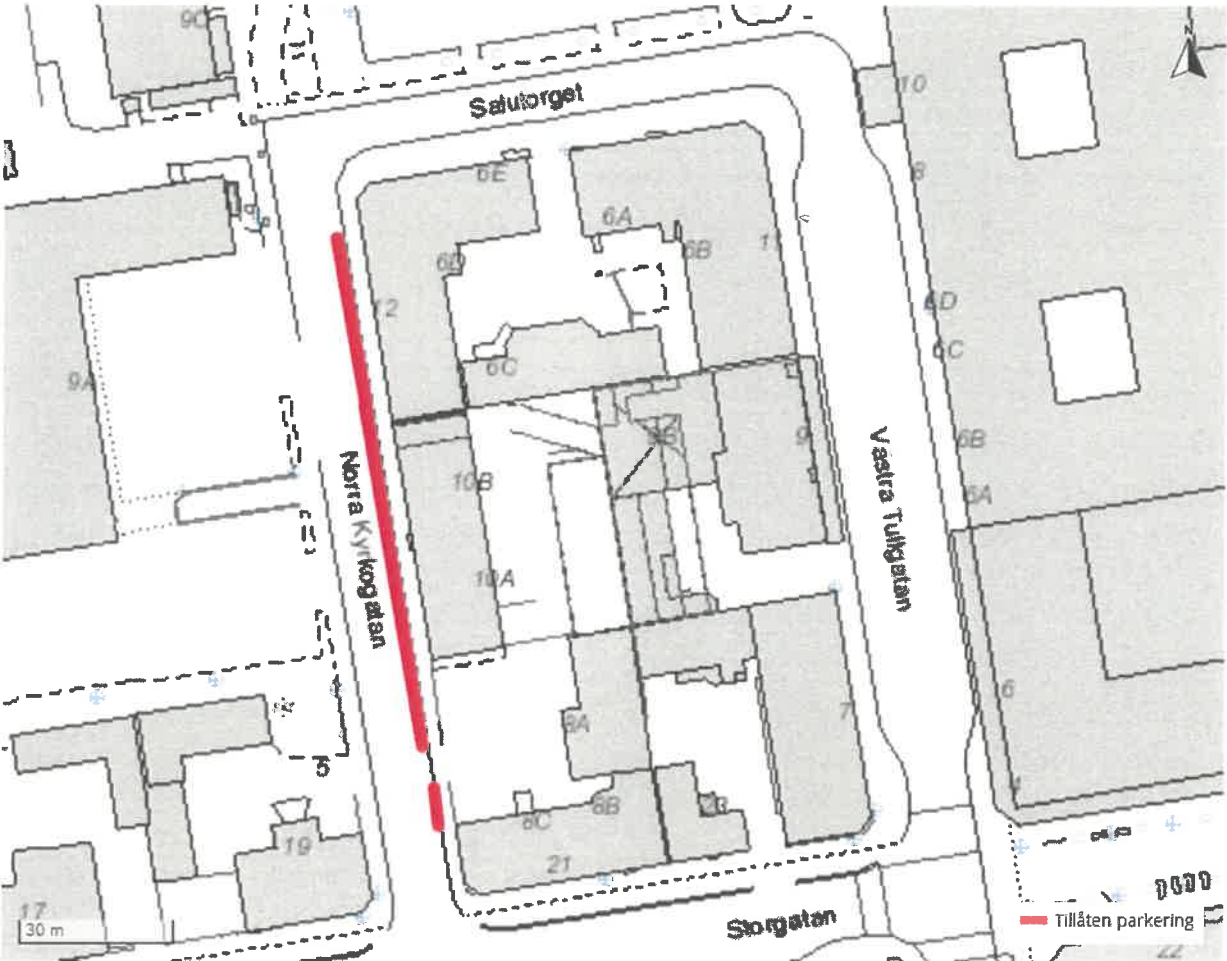 9C
N
10
Salutorget
6E
8
6A
11
6B
6D
12
6D
6C
6C
9A
9
6B
Norra Kyrkogatan
Västra Tullgatan
10B
6A
10A
6
8A
7
5
4
8B
8C
19
21
17
30 m
Storgatan
Tillåten parkering
22